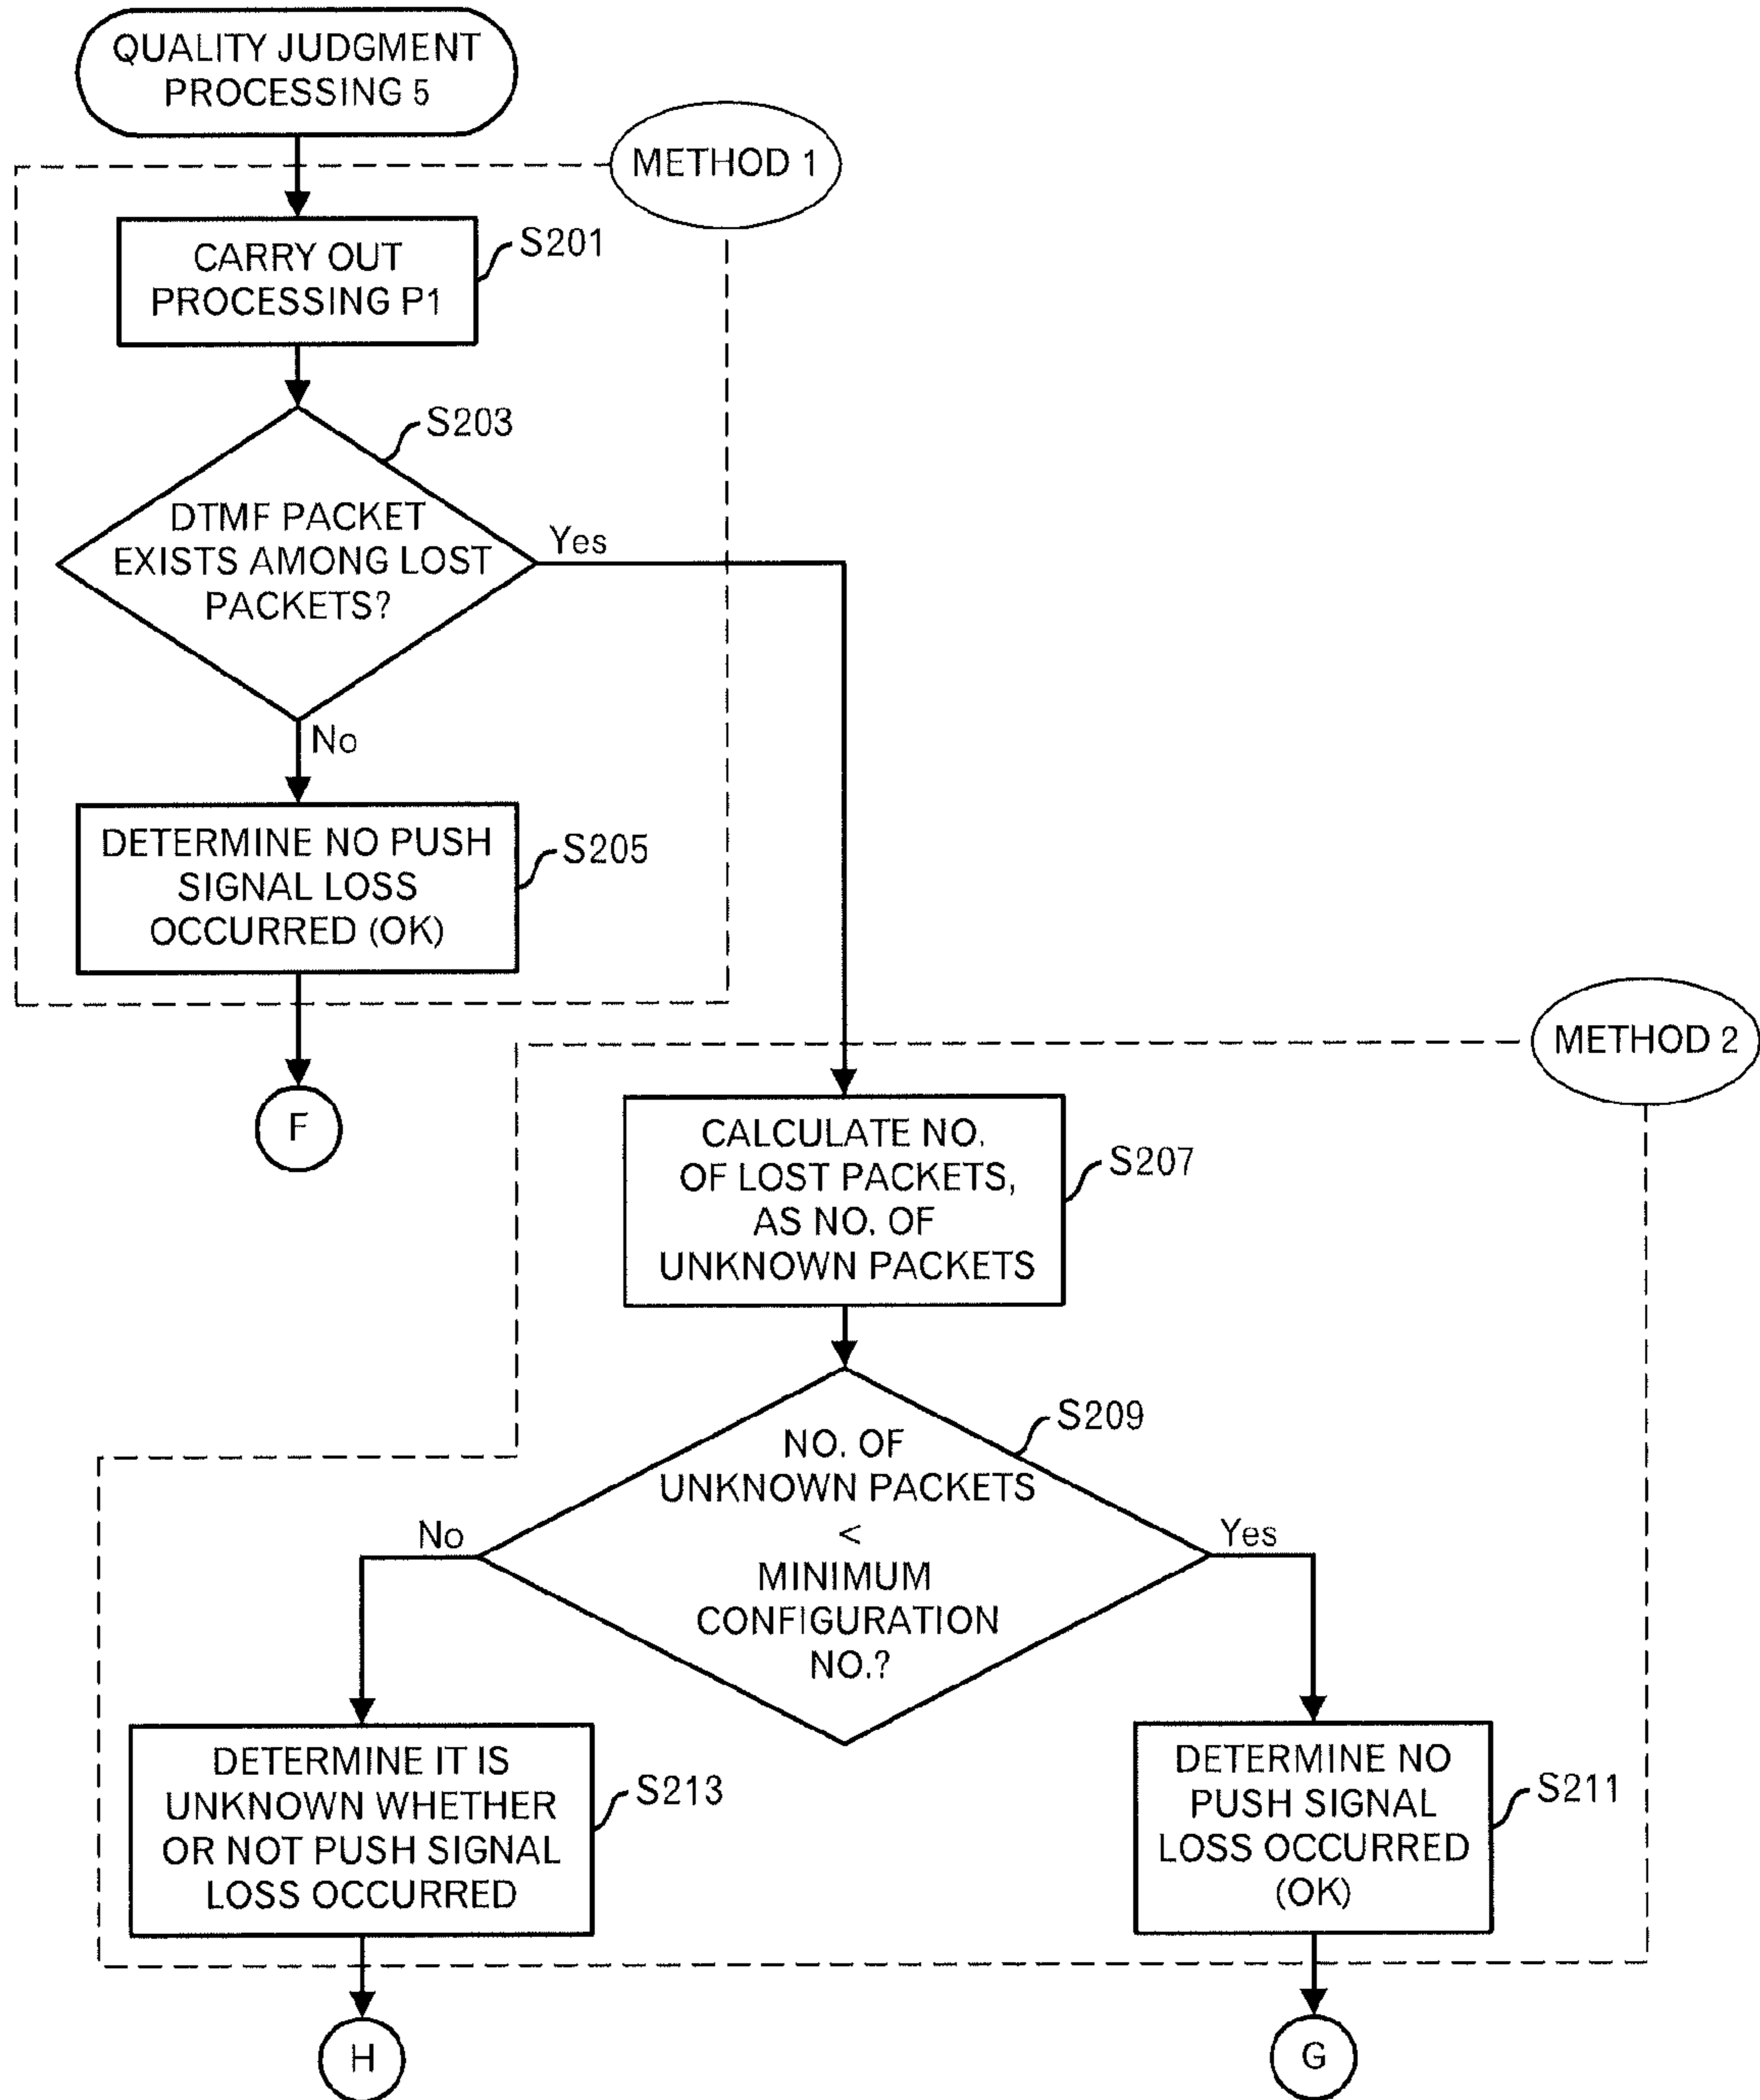 QUALITY JUDGMENT
PROCESSING 5
METHOD 1
CARRY OUT
PROCESSING P1
S201
S203
DTMF PACKET
EXISTS AMONG LOST
PACKETS?
Yes
No
DETERMINE NO PUSH
SIGNAL LOSS
OCCURRED (OK)
S205
F
METHOD 2
CALCULATE NO.
OF LOST PACKETS,
AS NO. OF
UNKNOWN PACKETS
S207
S209
NO. OF
UNKNOWN PACKETS
<
MINIMUM
CONFIGURATION
NO.?
No
Yes
DETERMINE IT IS
UNKNOWN WHETHER
OR NOT PUSH SIGNAL
LOSS OCCURRED
S213
DETERMINE NO
PUSH SIGNAL
LOSS OCCURRED
(OK)
S211
H
G